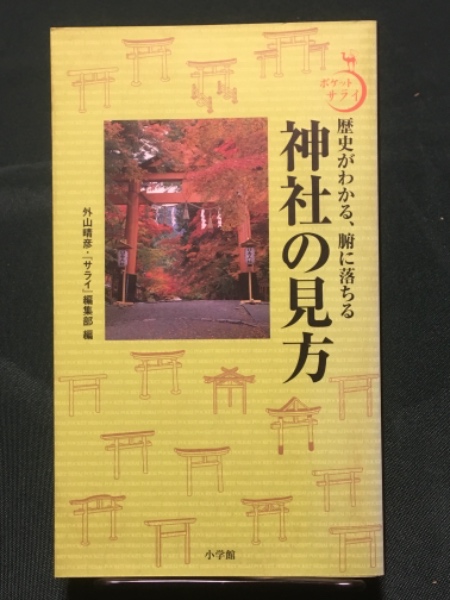 ポケット
サライ
歴史がわかる、腑に落ちる
神社の見方
外山晴彦・『サライ』編集部 編
小学館